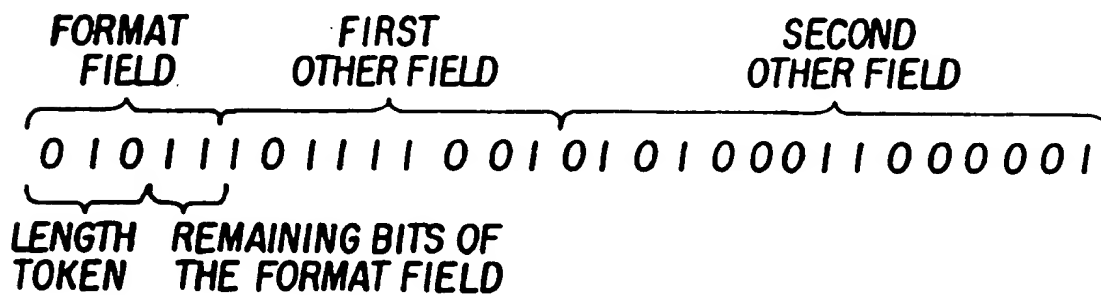 FORMAT FIELD
FIRST OTHER FIELD
SECOND OTHER FIELD
0 1 0 1 1 1 0 1 1 1 1 0 0 1 0 1 0 1 0 0 0 1 1 0 0 0 0 0 1
LENGTH TOKEN
REMAINING BITS OF THE FORMAT FIELD